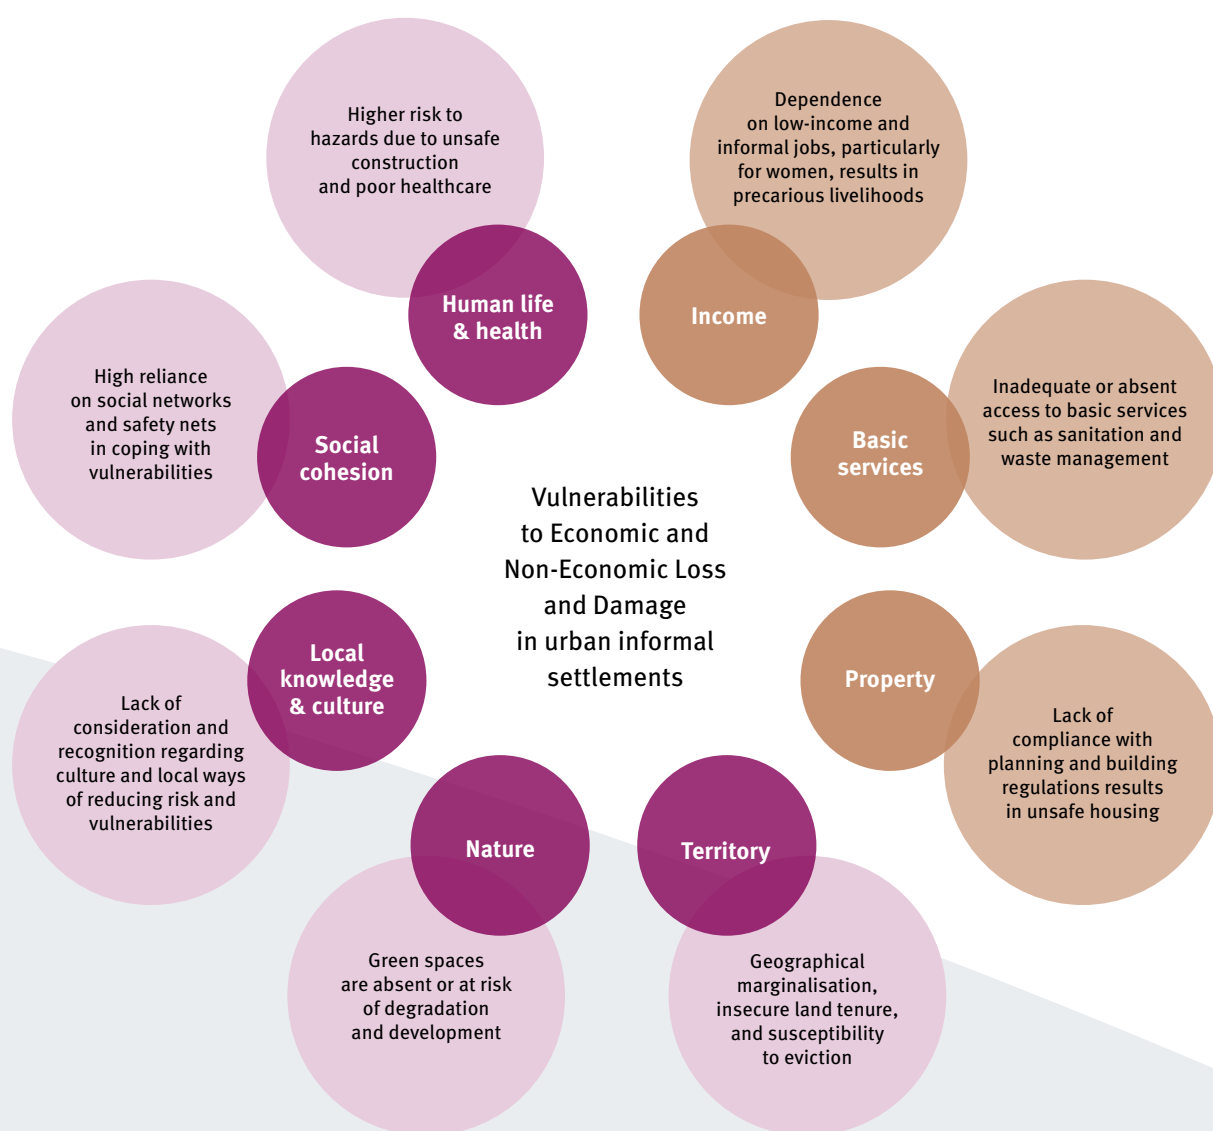 Higher risk to
hazards due to unsafe
construction
and poor healthcare
Human life
& health
Dependence
on low-income and
informal jobs, particularly
for women, results in
precarious livelihoods
Income
High reliance
on social networks
and safety nets
in coping with
vulnerabilities
Social
cohesion
Basic
services
Inadequate or absent
access to basic services
such as sanitation and
waste management
Vulnerabilities
to Economic and
Non-Economic Loss
and Damage
in urban informal
settlements
Lack of
consideration and
recognition regarding
culture and local ways
of reducing risk and
vulnerabilities
Local
knowledge
& culture
Property
Lack of
compliance with
planning and building
regulations results
in unsafe housing
Nature
Green spaces
are absent or at risk
of degradation
and development
Territory
Geographical
marginalisation,
insecure land tenure,
and susceptibility
to eviction